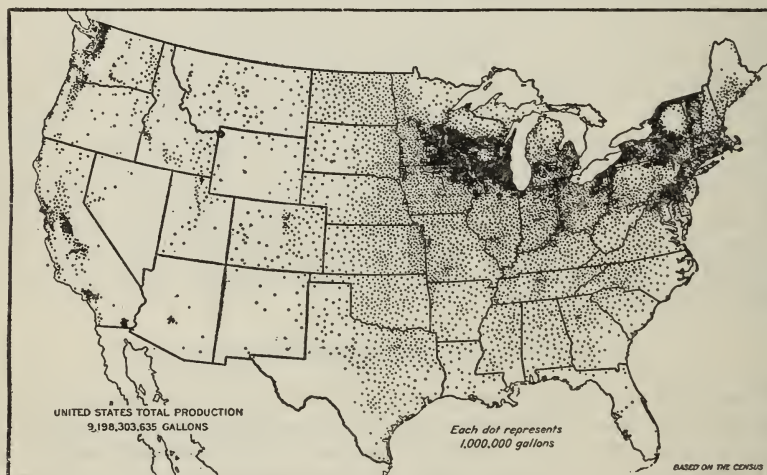 UNITED STATES TOTAL PRODUCTION
9,198,303,635 GALLONS
Each dot represents
1,000,000 gallons
BASED ON THE CENSUS